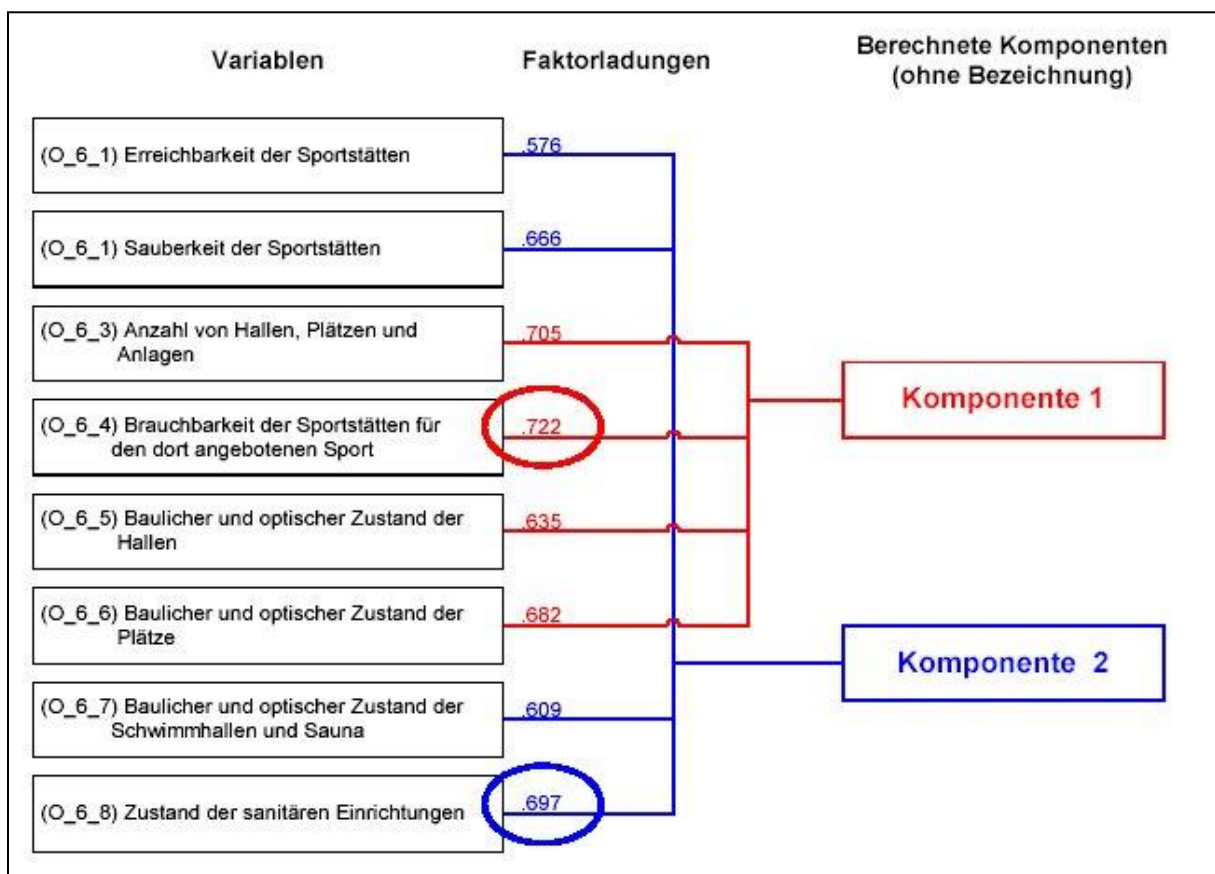 Variablen
Faktorladungen
Berechnete Komponenten
(ohne Bezeichnung)
(O_6_1) Erreichbarkeit der Sportstätten
.576
(O_6_1) Sauberkeit der Sportstätten
.666
(O_6_3) Anzahl von Hallen, Plätzen und
Anlagen
.705
Komponente 1
(O_6_4) Brauchbarkeit der Sportstätten für
den dort angebotenen Sport
.722
(O_6_5) Baulicher und optischer Zustand der
Hallen
.635
(O_6_6) Baulicher und optischer Zustand der
Plätze
.682
Komponente 2
(O_6_7) Baulicher und optischer Zustand der
Schwimmhallen und Sauna
.609
(O_6_8) Zustand der sanitären Einrichtungen
.697